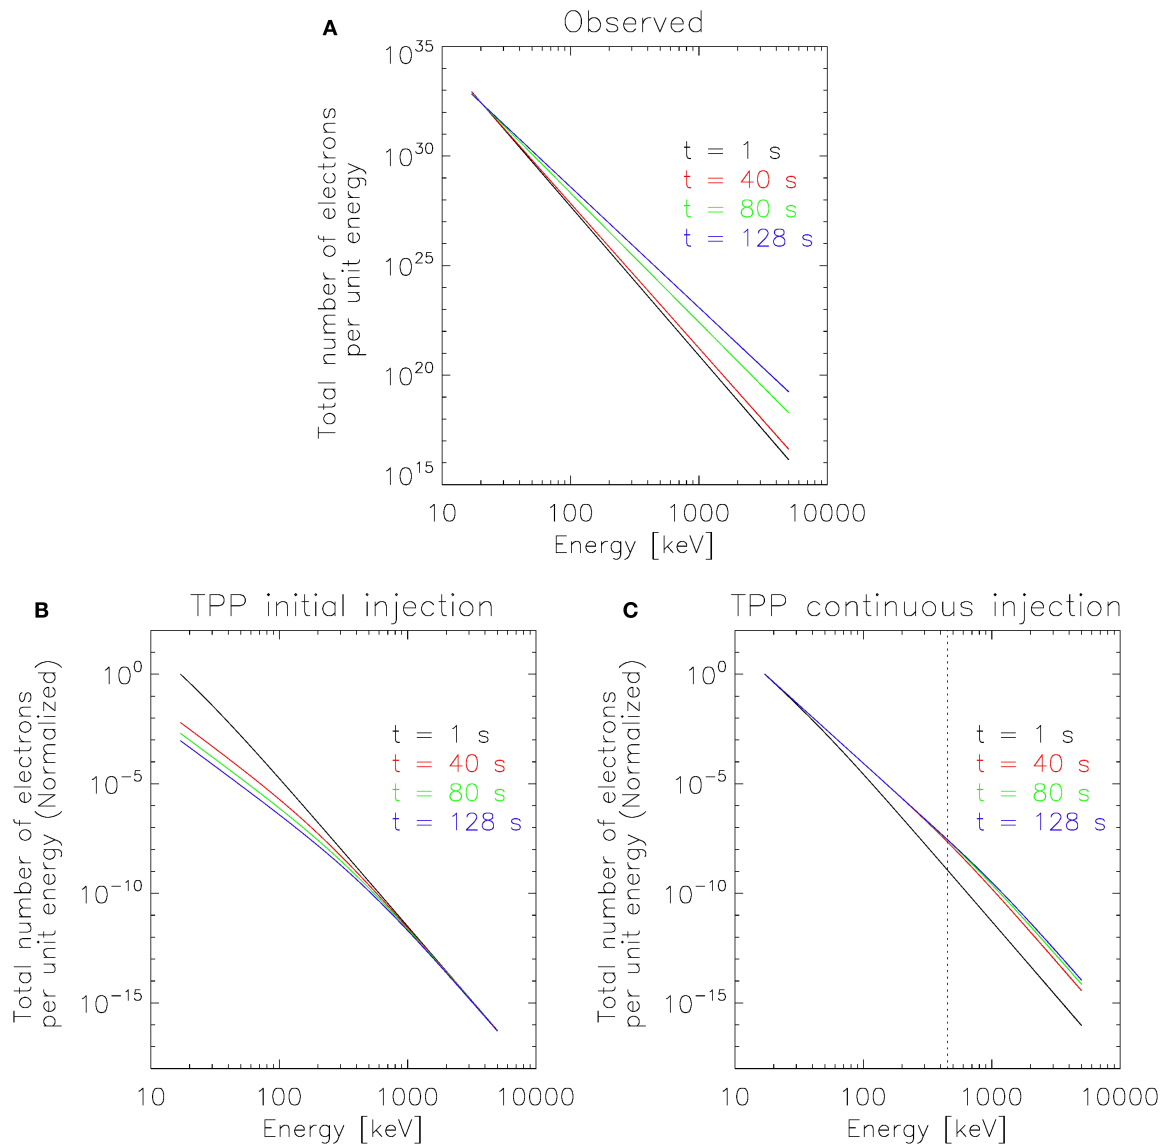 A
Observed
Total number of electrons
per unit energy
10^35
10^30
10^25
10^20
10^15
t = 1 s
t = 40 s
t = 80 s
t = 128 s
10
100
1000
10000
Energy [keV]
B
TPP initial injection
Total number of electrons
per unit energy (Normalized)
10^0
10^-5
10^-10
10^-15
t = 1 s
t = 40 s
t = 80 s
t = 128 s
10
100
1000
10000
Energy [keV]
C
TPP continuous injection
Total number of electrons
per unit energy (Normalized)
10^0
10^-5
10^-10
10^-15
t = 1 s
t = 40 s
t = 80 s
t = 128 s
10
100
1000
10000
Energy [keV]